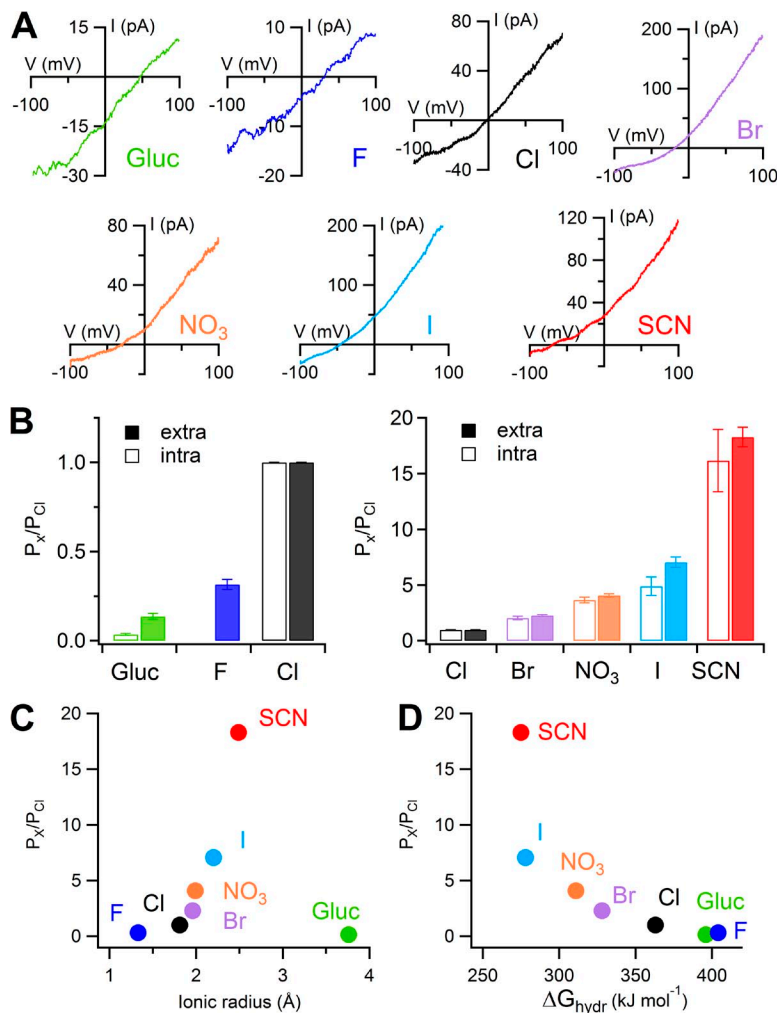 A
15 I (pA)
V (mV)
-100
100
-15
-30
Gluc
10 I (pA)
V (mV)
-100
100
-10
-20
F
80 I (pA)
40
V (mV)
-100
100
-40
Cl
200 I (pA)
100
V (mV)
-100
100
Br
80 I (pA)
40
V (mV)
-100
100
NO3
200 I (pA)
100
V (mV)
-100
100
I
120 I (pA)
80
40
V (mV)
-100
100
SCN
B
extra
intra
PX/PCl
1.0
0.5
0.0
Gluc F Cl
extra
intra
PX/PCl
20
15
10
5
0
Cl Br NO3 I SCN
C
PX/PCl
20
15
10
5
0
SCN
I
NO3
Br
Cl
F
Gluc
1 2 3 4
Ionic radius (Å)
D
PX/PCl
20
15
10
5
0
SCN
I
NO3
Br
Cl
Gluc
F
250 300 350 400
ΔGhydr (kJ mol-1)